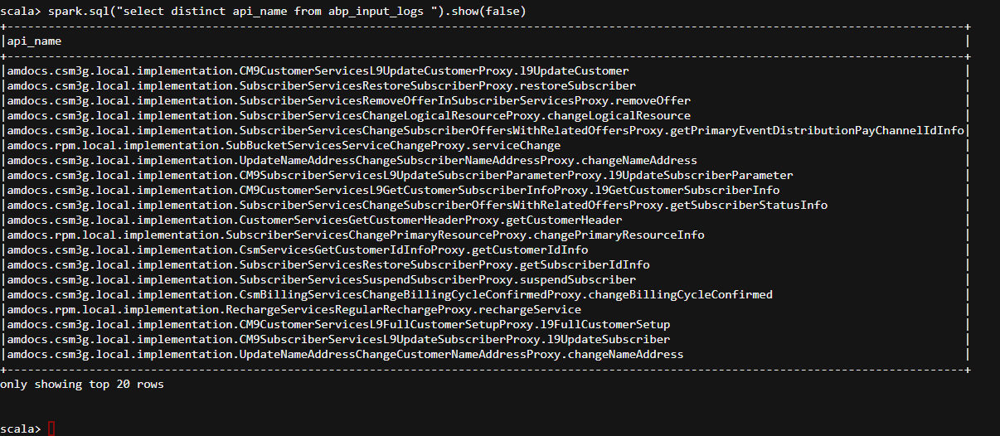 scala> spark.sql("select distinct api_name from abp_input_logs ").show(false)
+--------------------------------------------------------------------------------------------------------------------------------------------+
|api_name |
+--------------------------------------------------------------------------------------------------------------------------------------------+
|amdocs.csm3g.local.implementation.CM9CustomerServicesL9UpdateCustomerProxy.l9UpdateCustomer |
|amdocs.csm3g.local.implementation.SubscriberServicesRestoreSubscriberProxy.restoreSubscriber |
|amdocs.csm3g.local.implementation.SubscriberServicesRemoveOfferInSubscriberServicesProxy.removeOffer |
|amdocs.csm3g.local.implementation.SubscriberServicesChangeLogicalResourceProxy.changeLogicalResource |
|amdocs.csm3g.local.implementation.SubscriberServicesChangeSubscriberOffersWithRelatedOffersProxy.getPrimaryEventDistributionPayChannelIdInfo|
|amdocs.rpm.local.implementation.SubBucketServicesServiceChangeProxy.serviceChange |
|amdocs.csm3g.local.implementation.UpdateNameAddressChangeSubscriberNameAddressProxy.changeNameAddress |
|amdocs.csm3g.local.implementation.CM9SubscriberServicesL9UpdateSubscriberParameterProxy.l9UpdateSubscriberParameter |
|amdocs.csm3g.local.implementation.CM9CustomerServicesL9GetCustomerSubscriberInfoProxy.l9GetCustomerSubscriberInfo |
|amdocs.csm3g.local.implementation.SubscriberServicesChangeSubscriberOffersWithRelatedOffersProxy.getSubscriberStatusInfo |
|amdocs.csm3g.local.implementation.CustomerServicesGetCustomerHeaderProxy.getCustomerHeader |
|amdocs.rpm.local.implementation.SubscriberServicesChangePrimaryResourceProxy.changePrimaryResourceInfo |
|amdocs.csm3g.local.implementation.CsmServicesGetCustomerIdInfoProxy.getCustomerIdInfo |
|amdocs.csm3g.local.implementation.SubscriberServicesRestoreSubscriberProxy.getSubscriberIdInfo |
|amdocs.csm3g.local.implementation.SubscriberServicesSuspendSubscriberProxy.suspendSubscriber |
|amdocs.csm3g.local.implementation.CsmBillingServicesChangeBillingCycleConfirmedProxy.changeBillingCycleConfirmed |
|amdocs.rpm.local.implementation.RechargeServicesRegularRechargeProxy.rechargeService |
|amdocs.csm3g.local.implementation.CM9CustomerServicesL9FullCustomerSetupProxy.l9FullCustomerSetup |
|amdocs.csm3g.local.implementation.CM9SubscriberServicesL9UpdateSubscriberProxy.l9UpdateSubscriber |
|amdocs.csm3g.local.implementation.UpdateNameAddressChangeCustomerNameAddressProxy.changeNameAddress |
+--------------------------------------------------------------------------------------------------------------------------------------------+
only showing top 20 rows
scala>